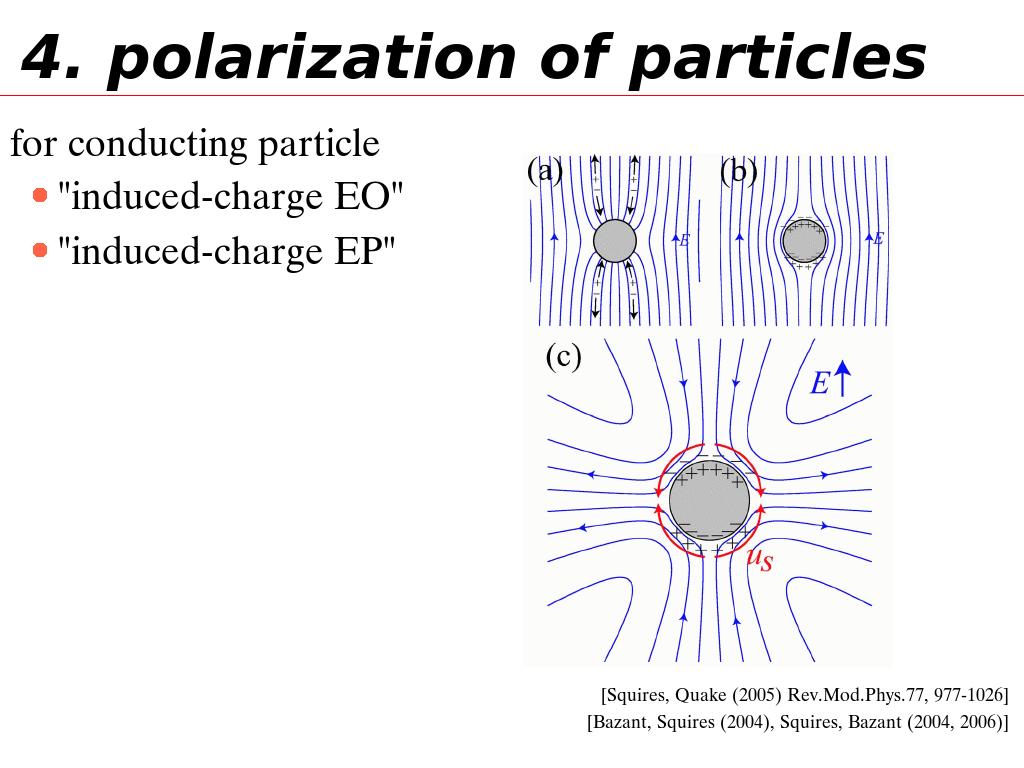 4. polarization of particles
for conducting particle
"induced-charge EO"
"induced-charge EP"
(a)
(b)
E
E
(c)
E
us
[Squires, Quake (2005) Rev.Mod.Phys.77, 977-1026]
[Bazant, Squires (2004), Squires, Bazant (2004, 2006)]